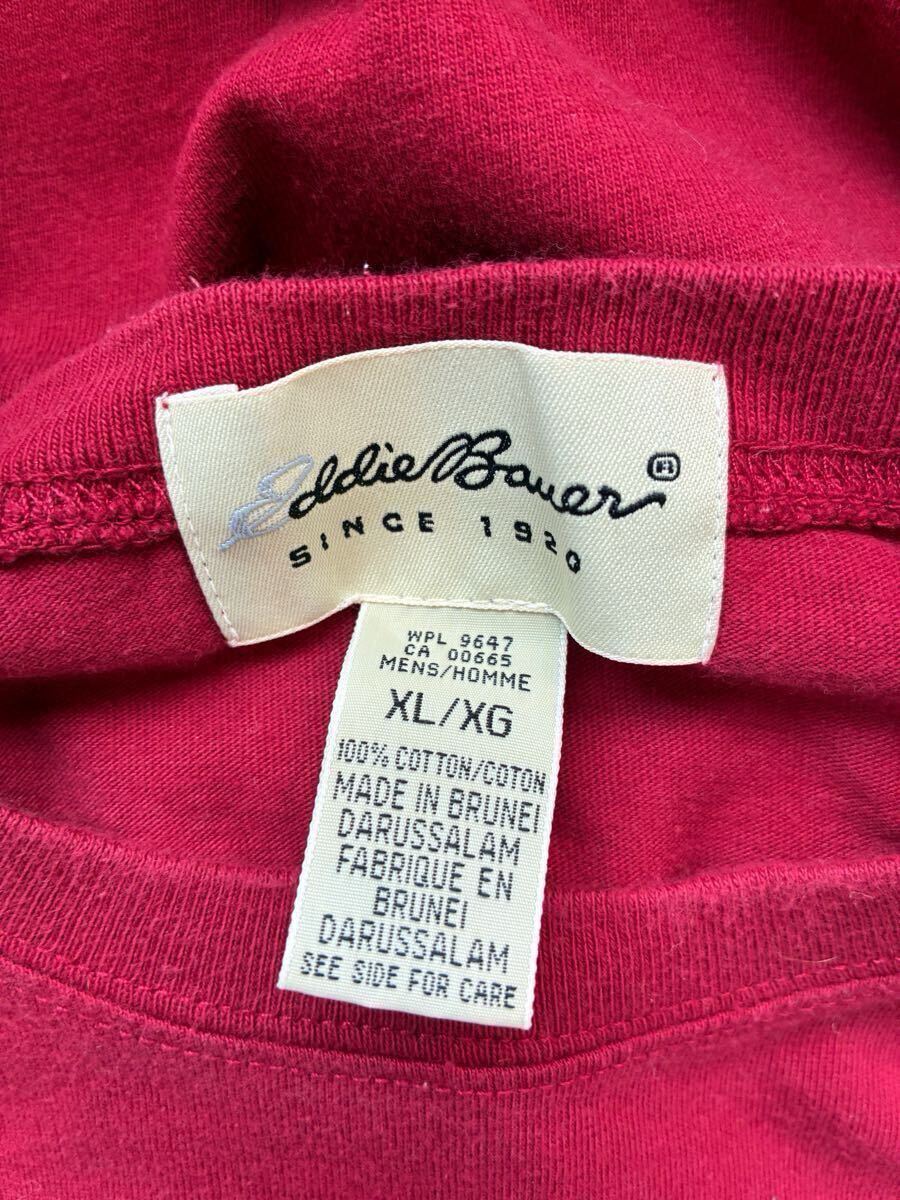 Eddie Bauer®
SINCE 1920
WPL 9647
CA 00665
MENS/HOMME
XL/XG
100% COTTON/COTON
MADE IN BRUNEI
DARUSSALAM
FABRIQUE EN
BRUNEI
DARUSSALAM
SEE SIDE FOR CARE